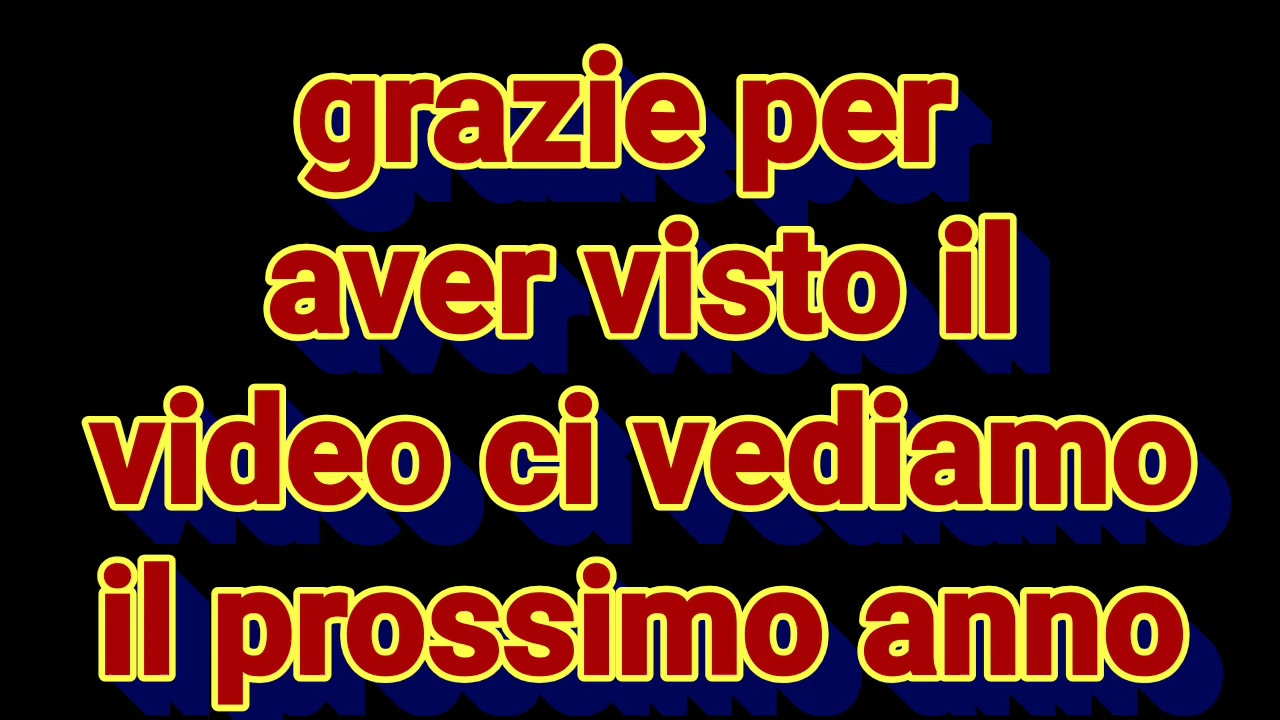 grazie per
aver visto il
video ci vediamo
il prossimo anno